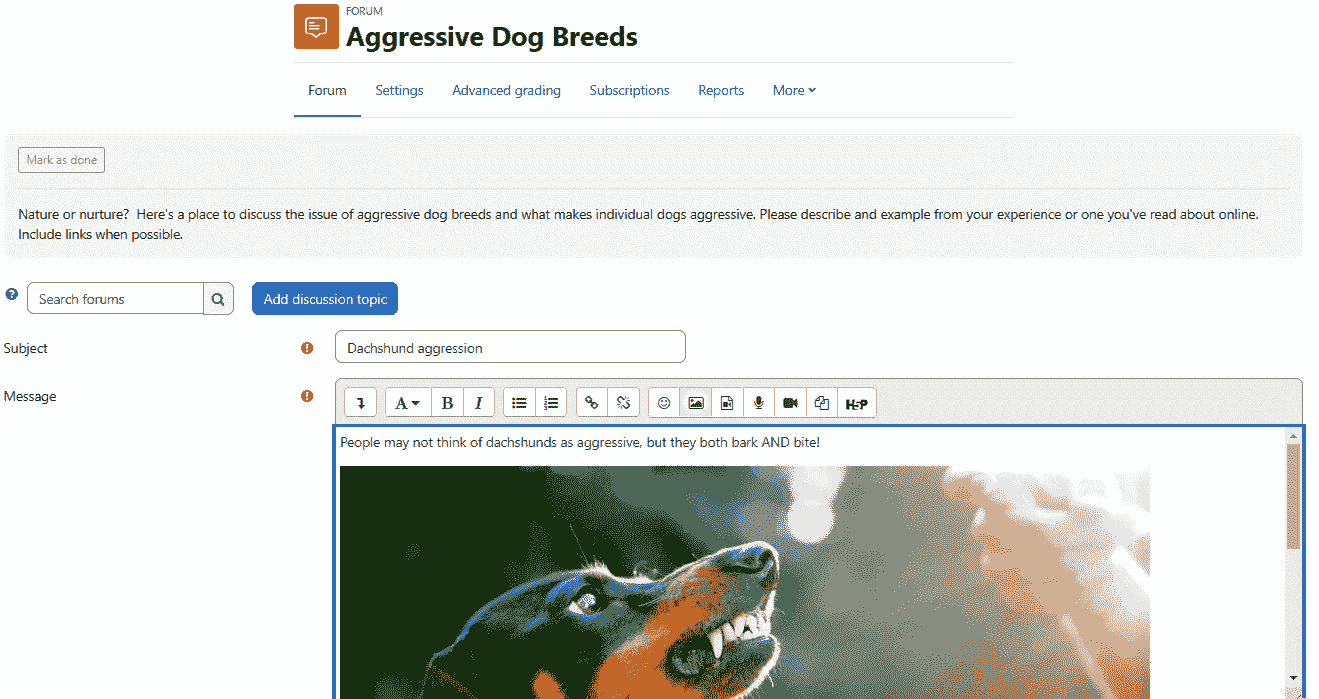 FORUM
Aggressive Dog Breeds
Forum Settings Advanced grading Subscriptions Reports More
Mark as done
Nature or nurture? Here's a place to discuss the issue of aggressive dog breeds and what makes individual dogs aggressive. Please describe and example from your experience or one you've read about online.
Include links when possible.
Search forums Add discussion topic
Subject Dachshund aggression
Message A B I H5P
People may not think of dachshunds as aggressive, but they both bark AND bite!